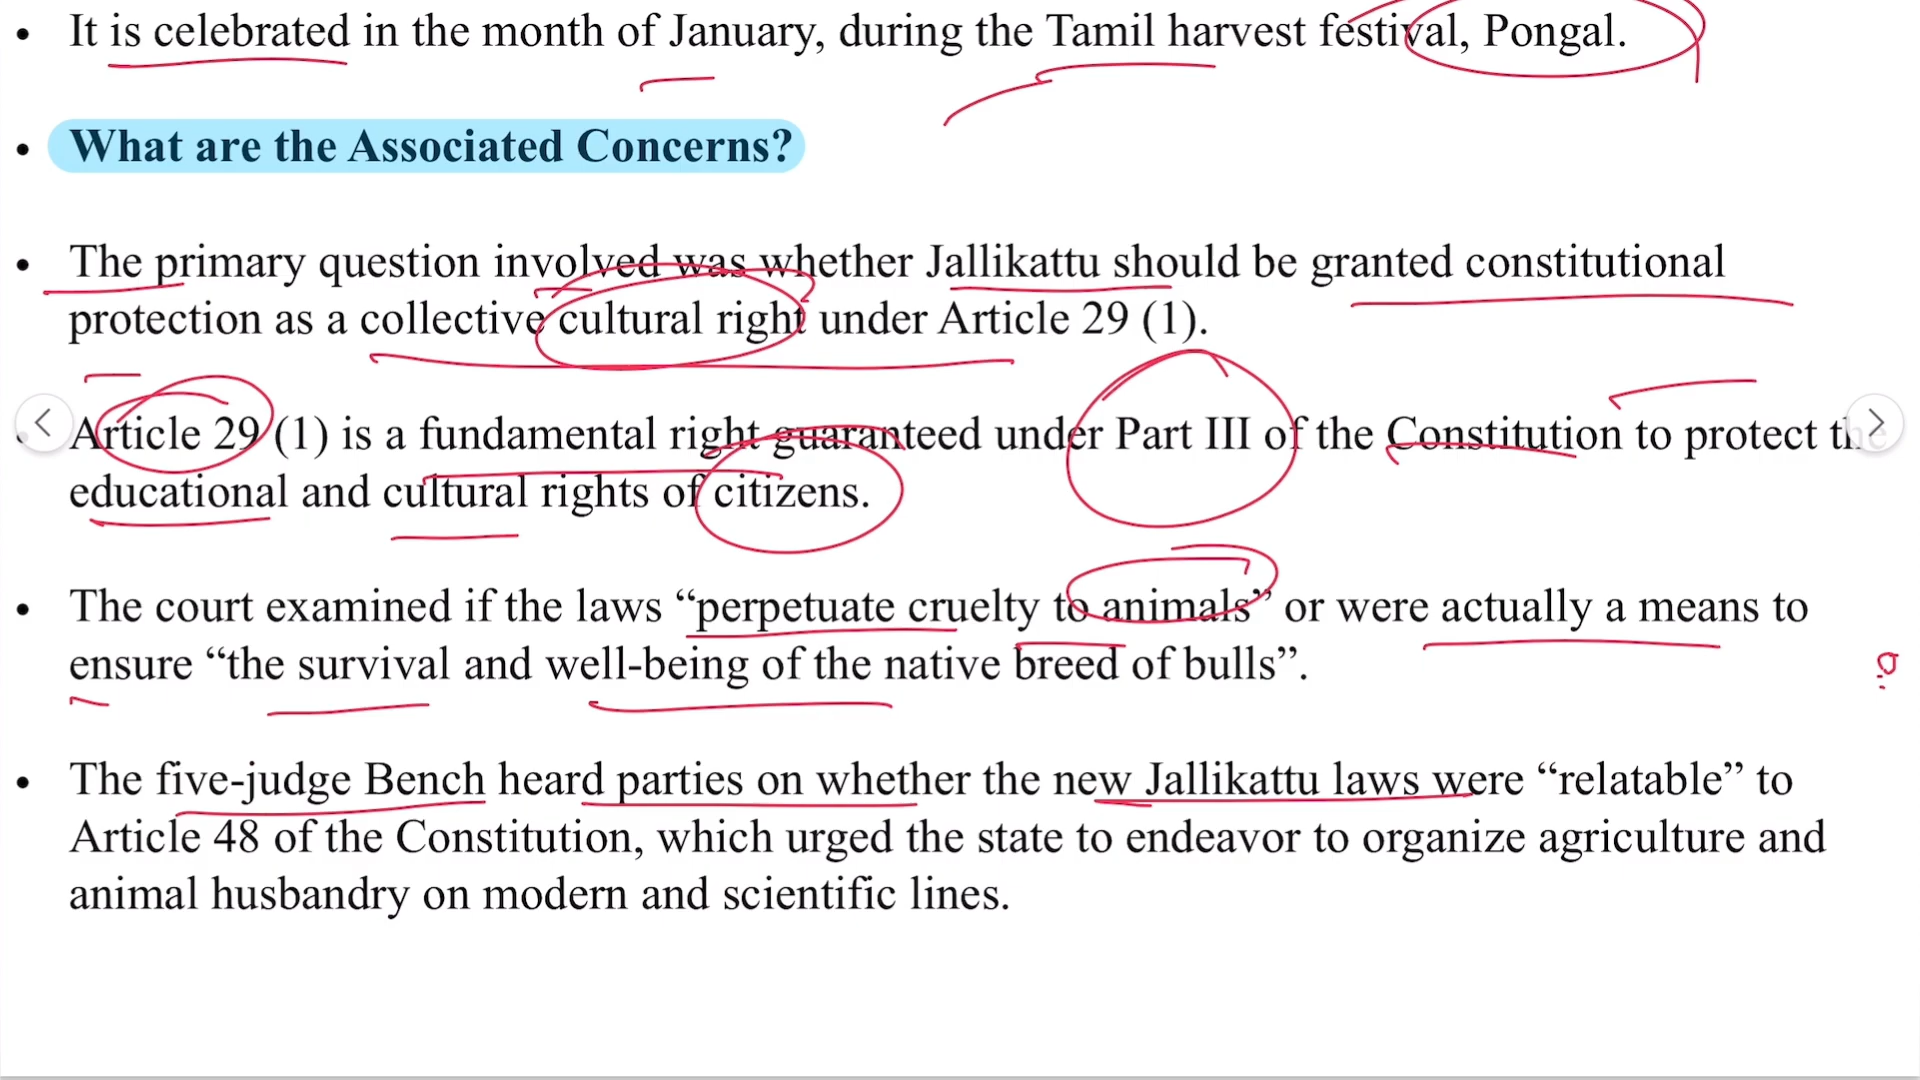 • It is celebrated in the month of January, during the Tamil harvest festival, Pongal.
• What are the Associated Concerns?
• The primary question involved was whether Jallikattu should be granted constitutional
protection as a collective cultural right under Article 29 (1).
• Article 29 (1) is a fundamental right guaranteed under Part III of the Constitution to protect the
educational and cultural rights of citizens.
• The court examined if the laws “perpetuate cruelty to animals” or were actually a means to
ensure “the survival and well-being of the native breed of bulls”.
• The five-judge Bench heard parties on whether the new Jallikattu laws were “relatable” to
Article 48 of the Constitution, which urged the state to endeavor to organize agriculture and
animal husbandry on modern and scientific lines.